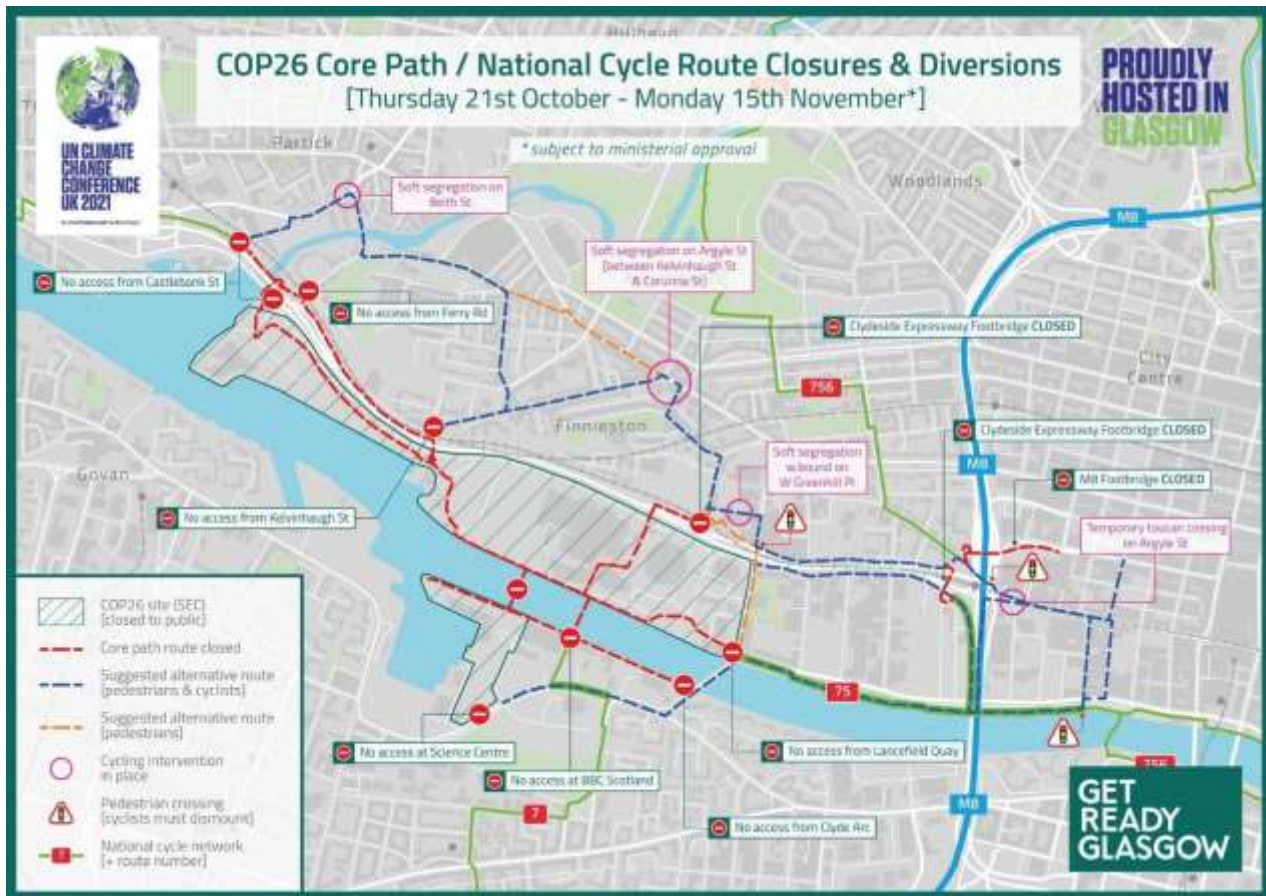 Hillhead
COP26 Core Path / National Cycle Route Closures & Diversions
[Thursday 21st October - Monday 15th November*]
* subject to ministerial approval
UN CLIMATE
CHANGE
CONFERENCE
UK 2021
PROUDLY
HOSTED IN
GLASGOW
Partick
Woodlands
Soft segregation on
Beith St
M8
Soft segregation on Argyle St
(between Kelvinhaugh St
& Corunna St)
No access from Castlebank St
No access from Ferry Rd
Clydeside Expressway Footbridge CLOSED
City
Centre
756
Finnieston
Clydeside Expressway Footbridge CLOSED
Govan
Soft segregation
w.bound on
W Greenhill Pl
M8
M8 Footbridge CLOSED
No access from Kelvinhaugh St
Temporary toucan crossing
on Argyle St
COP26 site (SEC)
[closed to public]
Core path route closed
Suggested alternative route
[pedestrians & cyclists]
Suggested alternative route
[pedestrians]
Cycling intervention
in place
Pedestrian crossing
[cyclists must dismount]
7
National cycle network
[+ route number]
75
No access at Science Centre
No access from Lancefield Quay
No access at BBC Scotland
756
7
M8
No access from Clyde Arc
GET
READY
GLASGOW